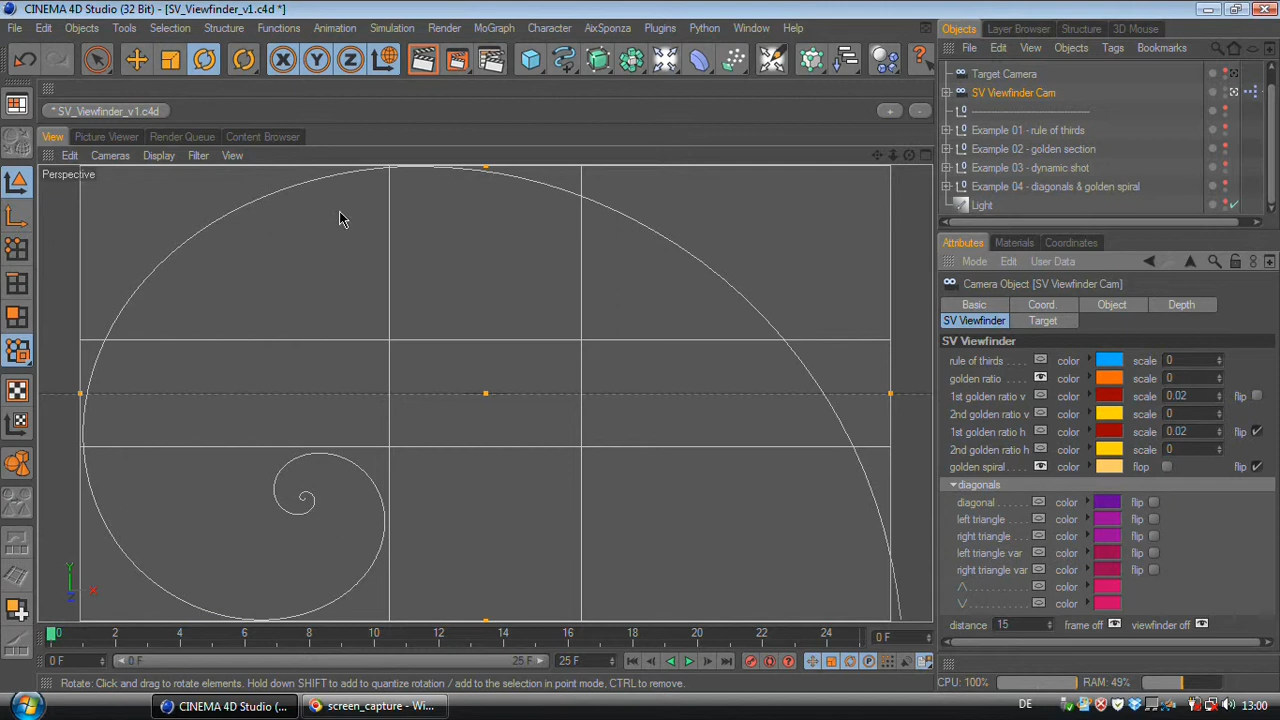 CINEMA 4D Studio (32 Bit) - [SV_Viewfinder_v1.c4d *]
File Edit Objects Tools Selection Structure Functions Animation Simulation Render MoGraph Character AixSponza Plugins Python Window Help
* SV_Viewfinder_v1.c4d
View Picture Viewer Render Queue Content Browser
Edit Cameras Display Filter View
Perspective
Y
X
Z
0 2 4 6 8 10 12 14 16 18 20 22 24 0 F
0 F 0 F 25 F 25 F
Rotate: Click and drag to rotate elements. Hold down SHIFT to add to quantize rotation / add to the selection in point mode, CTRL to remove.
Objects Layer Browser Structure 3D Mouse
File Edit View Objects Tags Bookmarks
Target Camera
SV Viewfinder Cam
Example 01 - rule of thirds
Example 02 - golden section
Example 03 - dynamic shot
Example 04 - diagonals & golden spiral
Light
Attributes Materials Coordinates
Mode Edit User Data
Camera Object [SV Viewfinder Cam]
Basic Coord. Object Depth
SV Viewfinder Target
SV Viewfinder
rule of thirds . . . . color scale 0
golden ratio . . . . color scale 0
1st golden ratio v color scale 0.02 flip
2nd golden ratio v color scale 0
1st golden ratio h color scale 0.02 flip
2nd golden ratio h color scale 0
golden spiral . . . . color flop flip
diagonals
diagonal . . . . . . color flip
left triangle . . . . color flip
right triangle . . . color flip
left triangle var color flip
right triangle var color flip
/\ . . . . . . . . . . . color
\/ . . . . . . . . . . . color
distance 15 frame off viewfinder off
CPU: 100% RAM: 49%
CINEMA 4D Studio (... screen_capture - Wi... DE 13:00